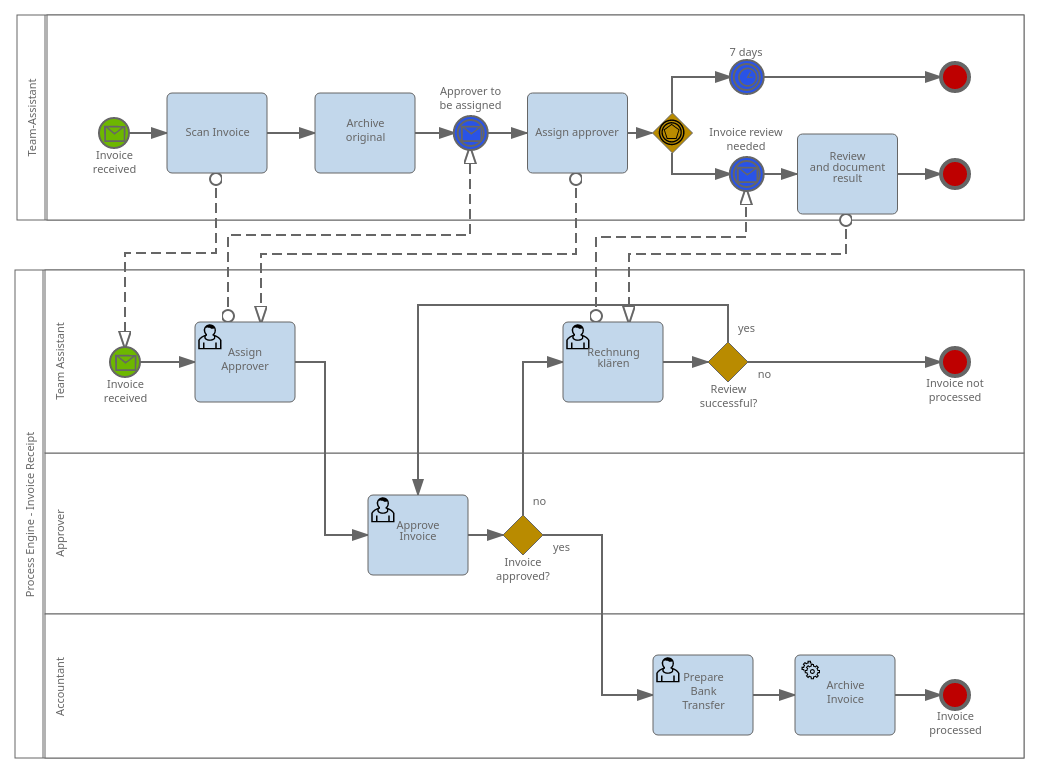 Team-Assistant
7 days
Approver to
be assigned
Scan Invoice
Archive
original
Assign approver
Invoice review
needed
Invoice
received
Review
and document
result
Process Engine - Invoice Receipt
Team Assistant
Assign
Approver
Rechnung
klären
yes
no
Invoice
received
Review
successful?
Invoice not
processed
Approver
Approve
Invoice
no
yes
Invoice
approved?
Accountant
Prepare
Bank
Transfer
Archive
Invoice
Invoice
processed